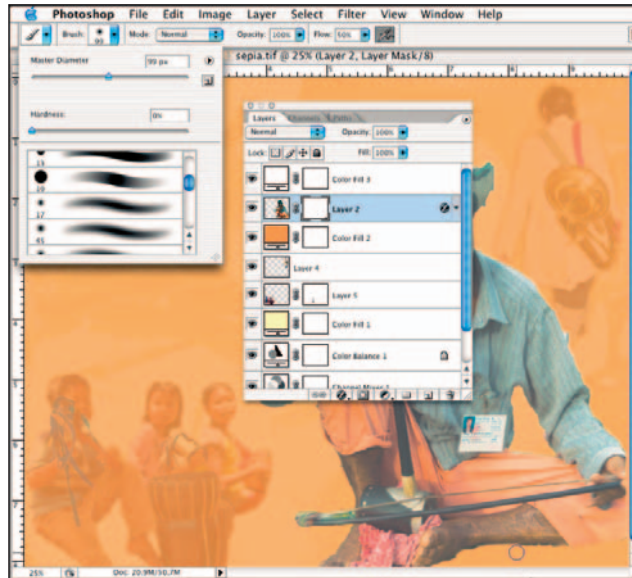 Photoshop File Edit Image Layer Select Filter View Window Help
Brush: 99 Mode: Normal Opacity: 100% Flow: 50%
sepia.tif @ 25% (Layer 2, Layer Mask/8)
Master Diameter 99 px
Hardness: 0%
17
45
Layers Channels Paths
Normal Opacity: 100%
Lock: Fill: 100%
Color Fill 3
Layer 2
Color Fill 2
Layer 4
Layer 5
Color Fill 1
Color Balance 1
Channel Mixer 1
25% Doc: 20.9M/50.7M